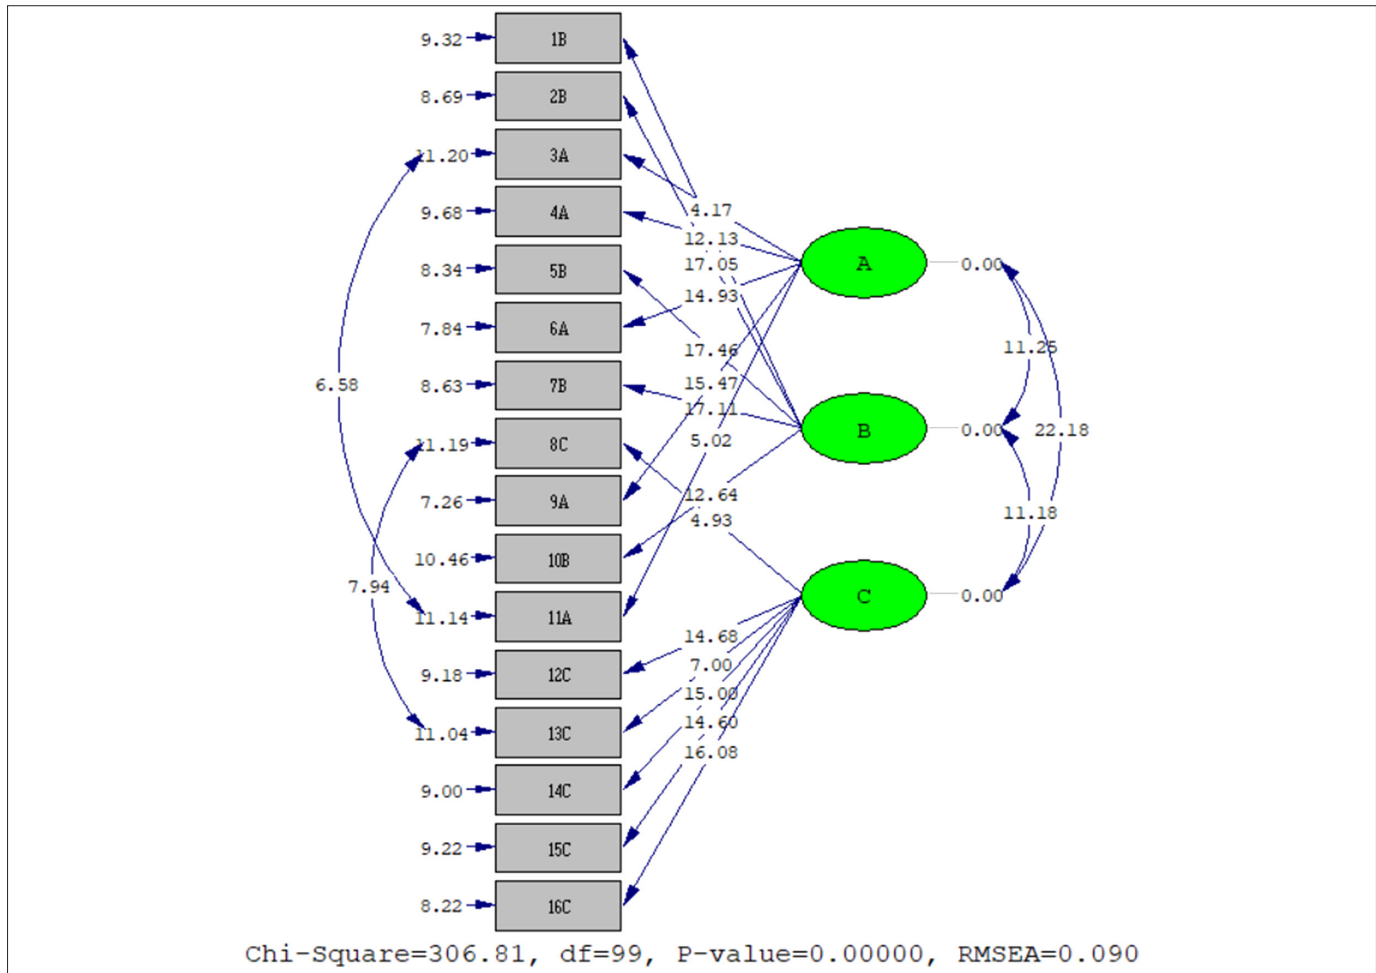 9.32 1B
8.69 2B
11.20 3A
4.17
9.68 4A
12.13
17.05 A 0.00
8.34 5B
14.93
7.84 6A
17.46 11.25
6.58 8.63 7B 15.47
17.11
B 0.00 22.18
11.19 8C 5.02
7.26 9A 12.64
4.93 11.18
10.46 10B
7.94 C 0.00
11.14 11A
14.68
9.18 12C 7.00
15.00
11.04 13C 14.60
16.08
9.00 14C
9.22 15C
8.22 16C
Chi-Square=306.81, df=99, P-value=0.00000, RMSEA=0.090